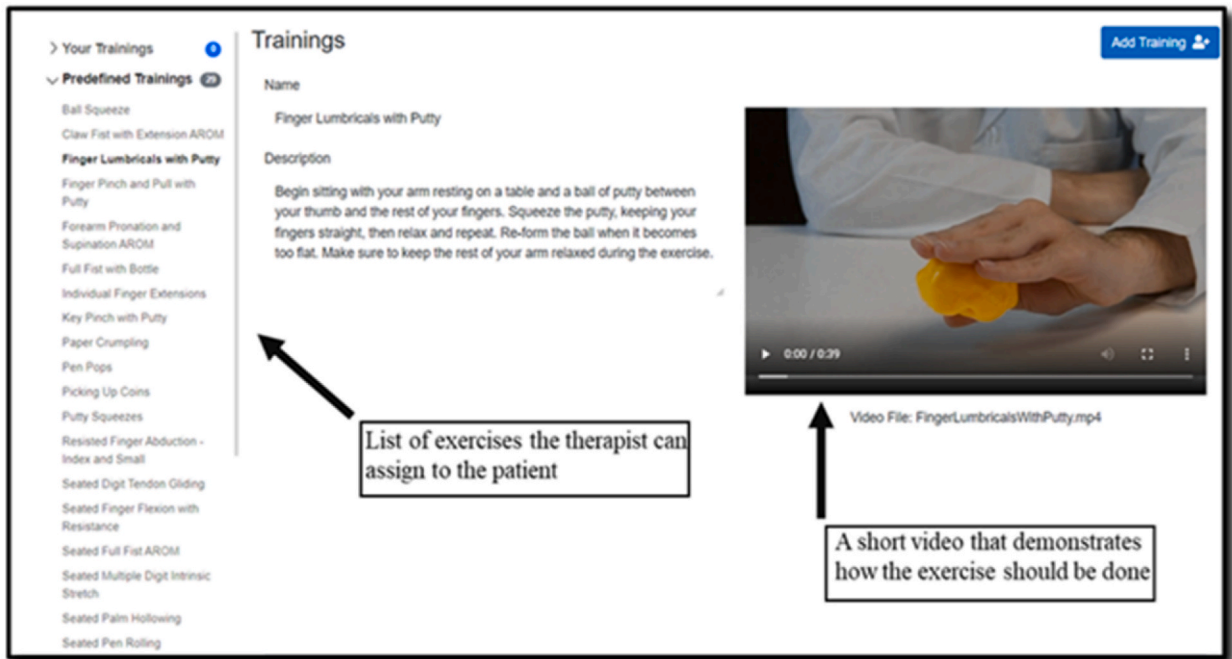 Your Trainings
Predefined Trainings
Ball Squeeze
Claw Fist with Extension AROM
Finger Lumbricals with Putty
Finger Pinch and Pull with
Putty
Forearm Pronation and
Supination AROM
Full Fist with Bottle
Individual Finger Extensions
Key Pinch with Putty
Paper Crumpling
Pen Pops
Picking Up Coins
Putty Squeezes
Resisted Finger Abduction -
Index and Small
Seated Digit Tendon Gliding
Seated Finger Flexion with
Resistance
Seated Full Fist AROM
Seated Multiple Digit Intrinsic
Stretch
Seated Palm Hollowing
Seated Pen Rolling
Trainings
Add Training
Name
Finger Lumbricals with Putty
Description
Begin sitting with your arm resting on a table and a ball of putty between
your thumb and the rest of your fingers. Squeeze the putty, keeping your
fingers straight, then relax and repeat. Re-form the ball when it becomes
too flat. Make sure to keep the rest of your arm relaxed during the exercise.
0:00 / 0:39
Video File: FingerLumbricalsWithPutty.mp4
List of exercises the therapist can
assign to the patient
A short video that demonstrates
how the exercise should be done